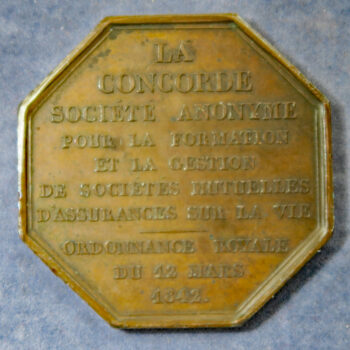 LA
CONCORDE
SOCIÉTÉ ANONYME
POUR LA FORMATION
ET LA GESTION
DE SOCIÉTÉS MUTUELLES
D'ASSURANCES SUR LA VIE
ORDONNANCE ROYALE
DU 12 MARS
1842.